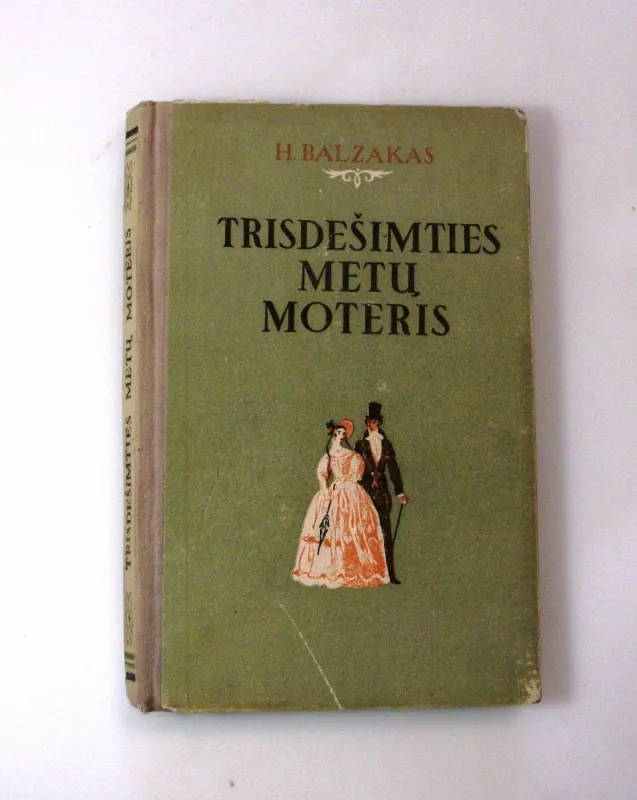 H. BALZAKAS
TRISDEŠIMTIES
METŲ
MOTERIS
TRISDEŠIMTIES METŲ MOTERIS